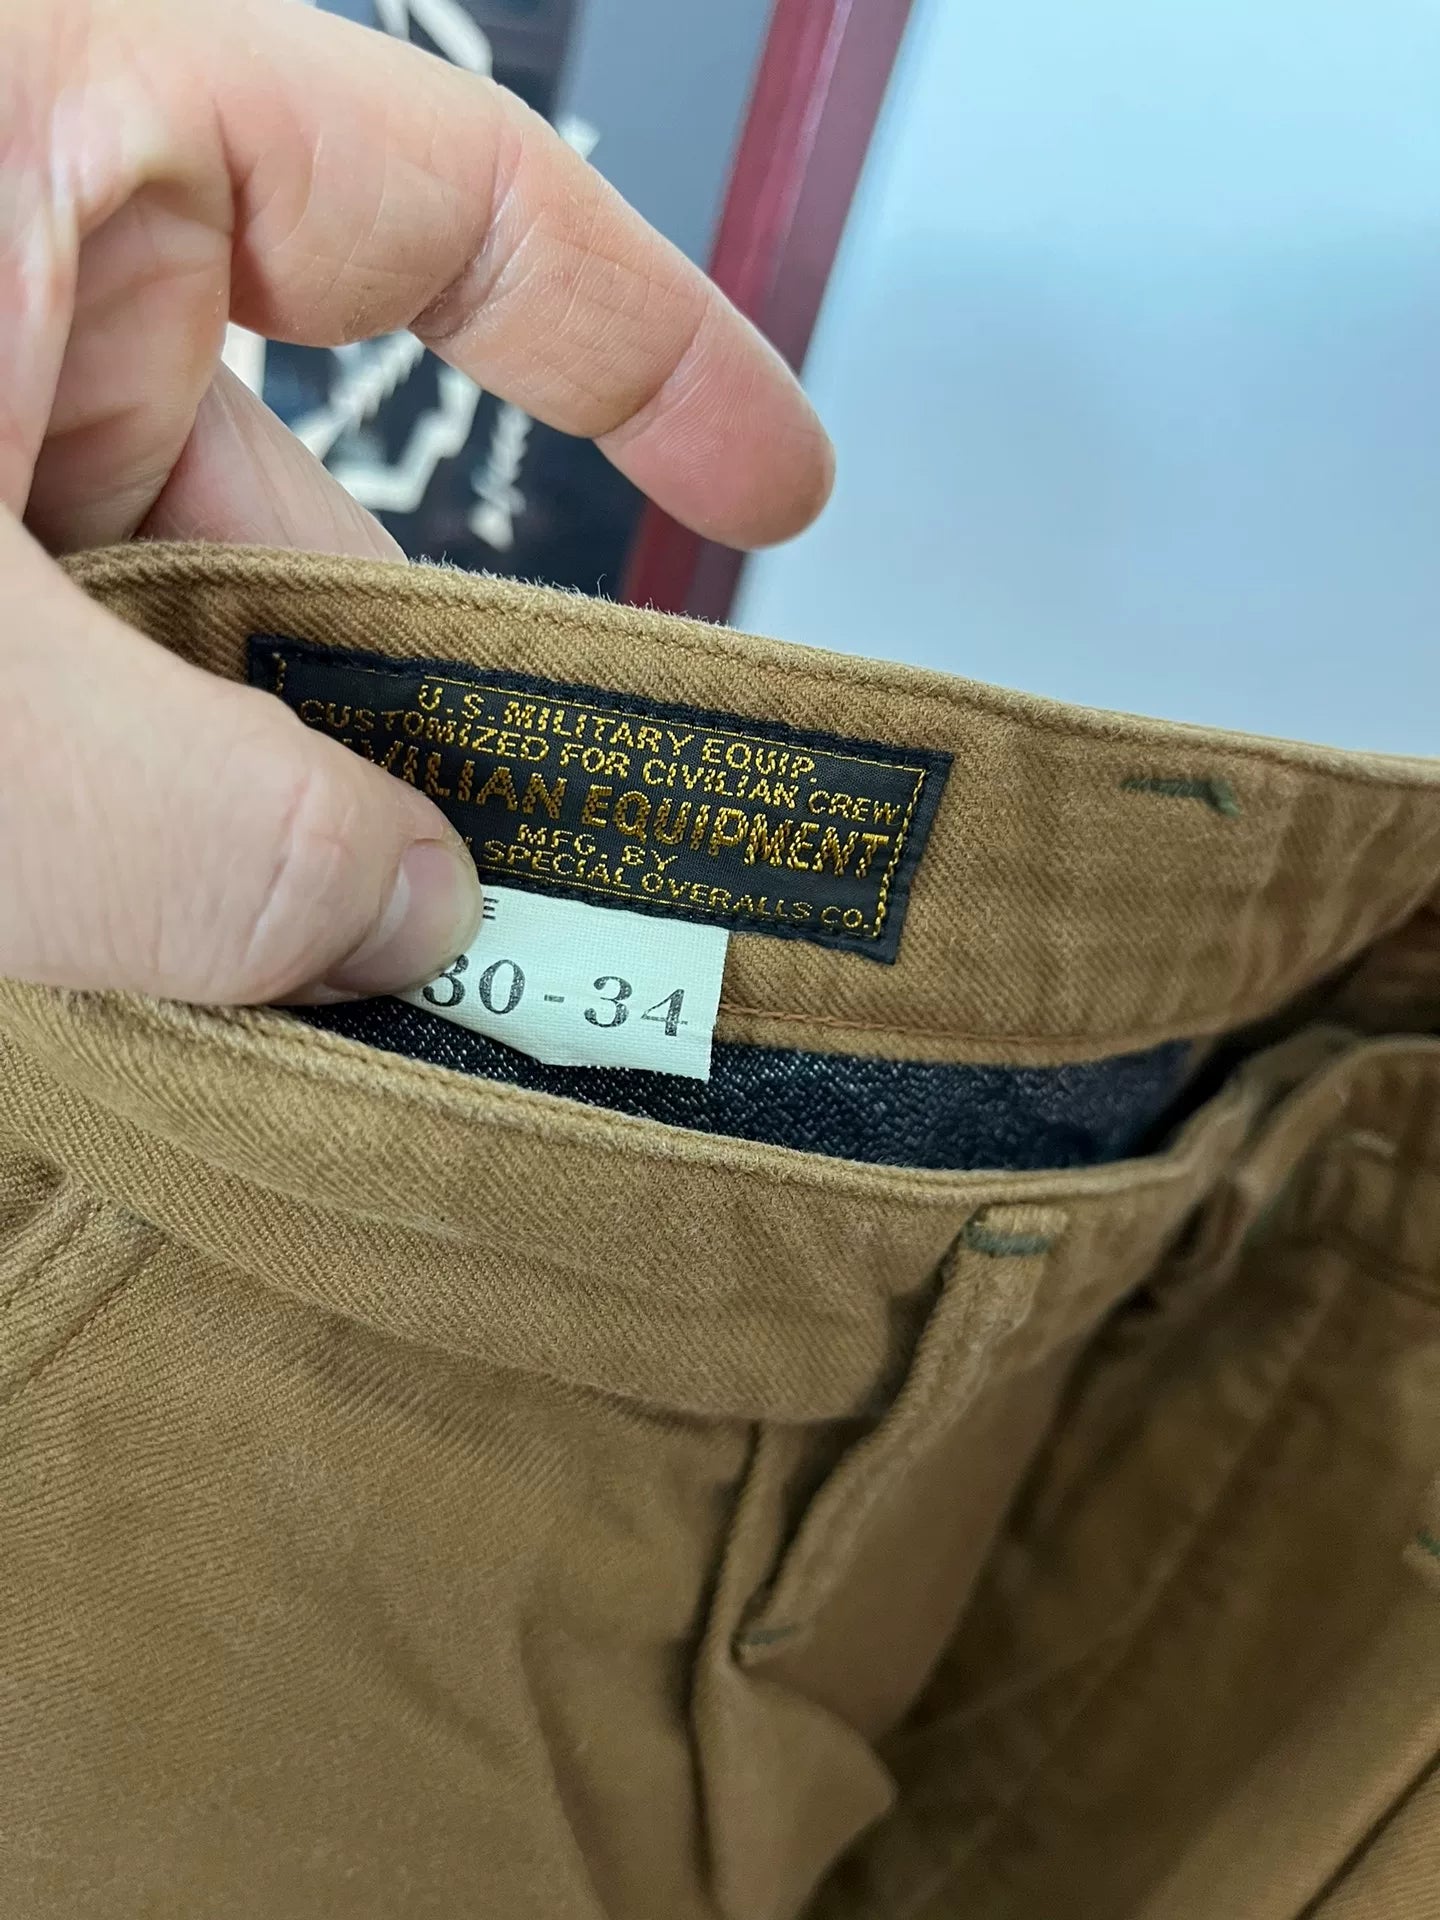 U.S. MILITARY EQUIP.
CUSTOMIZED FOR CIVILIAN CREW
VILIAN EQUIPMENT
MFG. BY
SPECIAL OVERALLS CO.
E
30-34